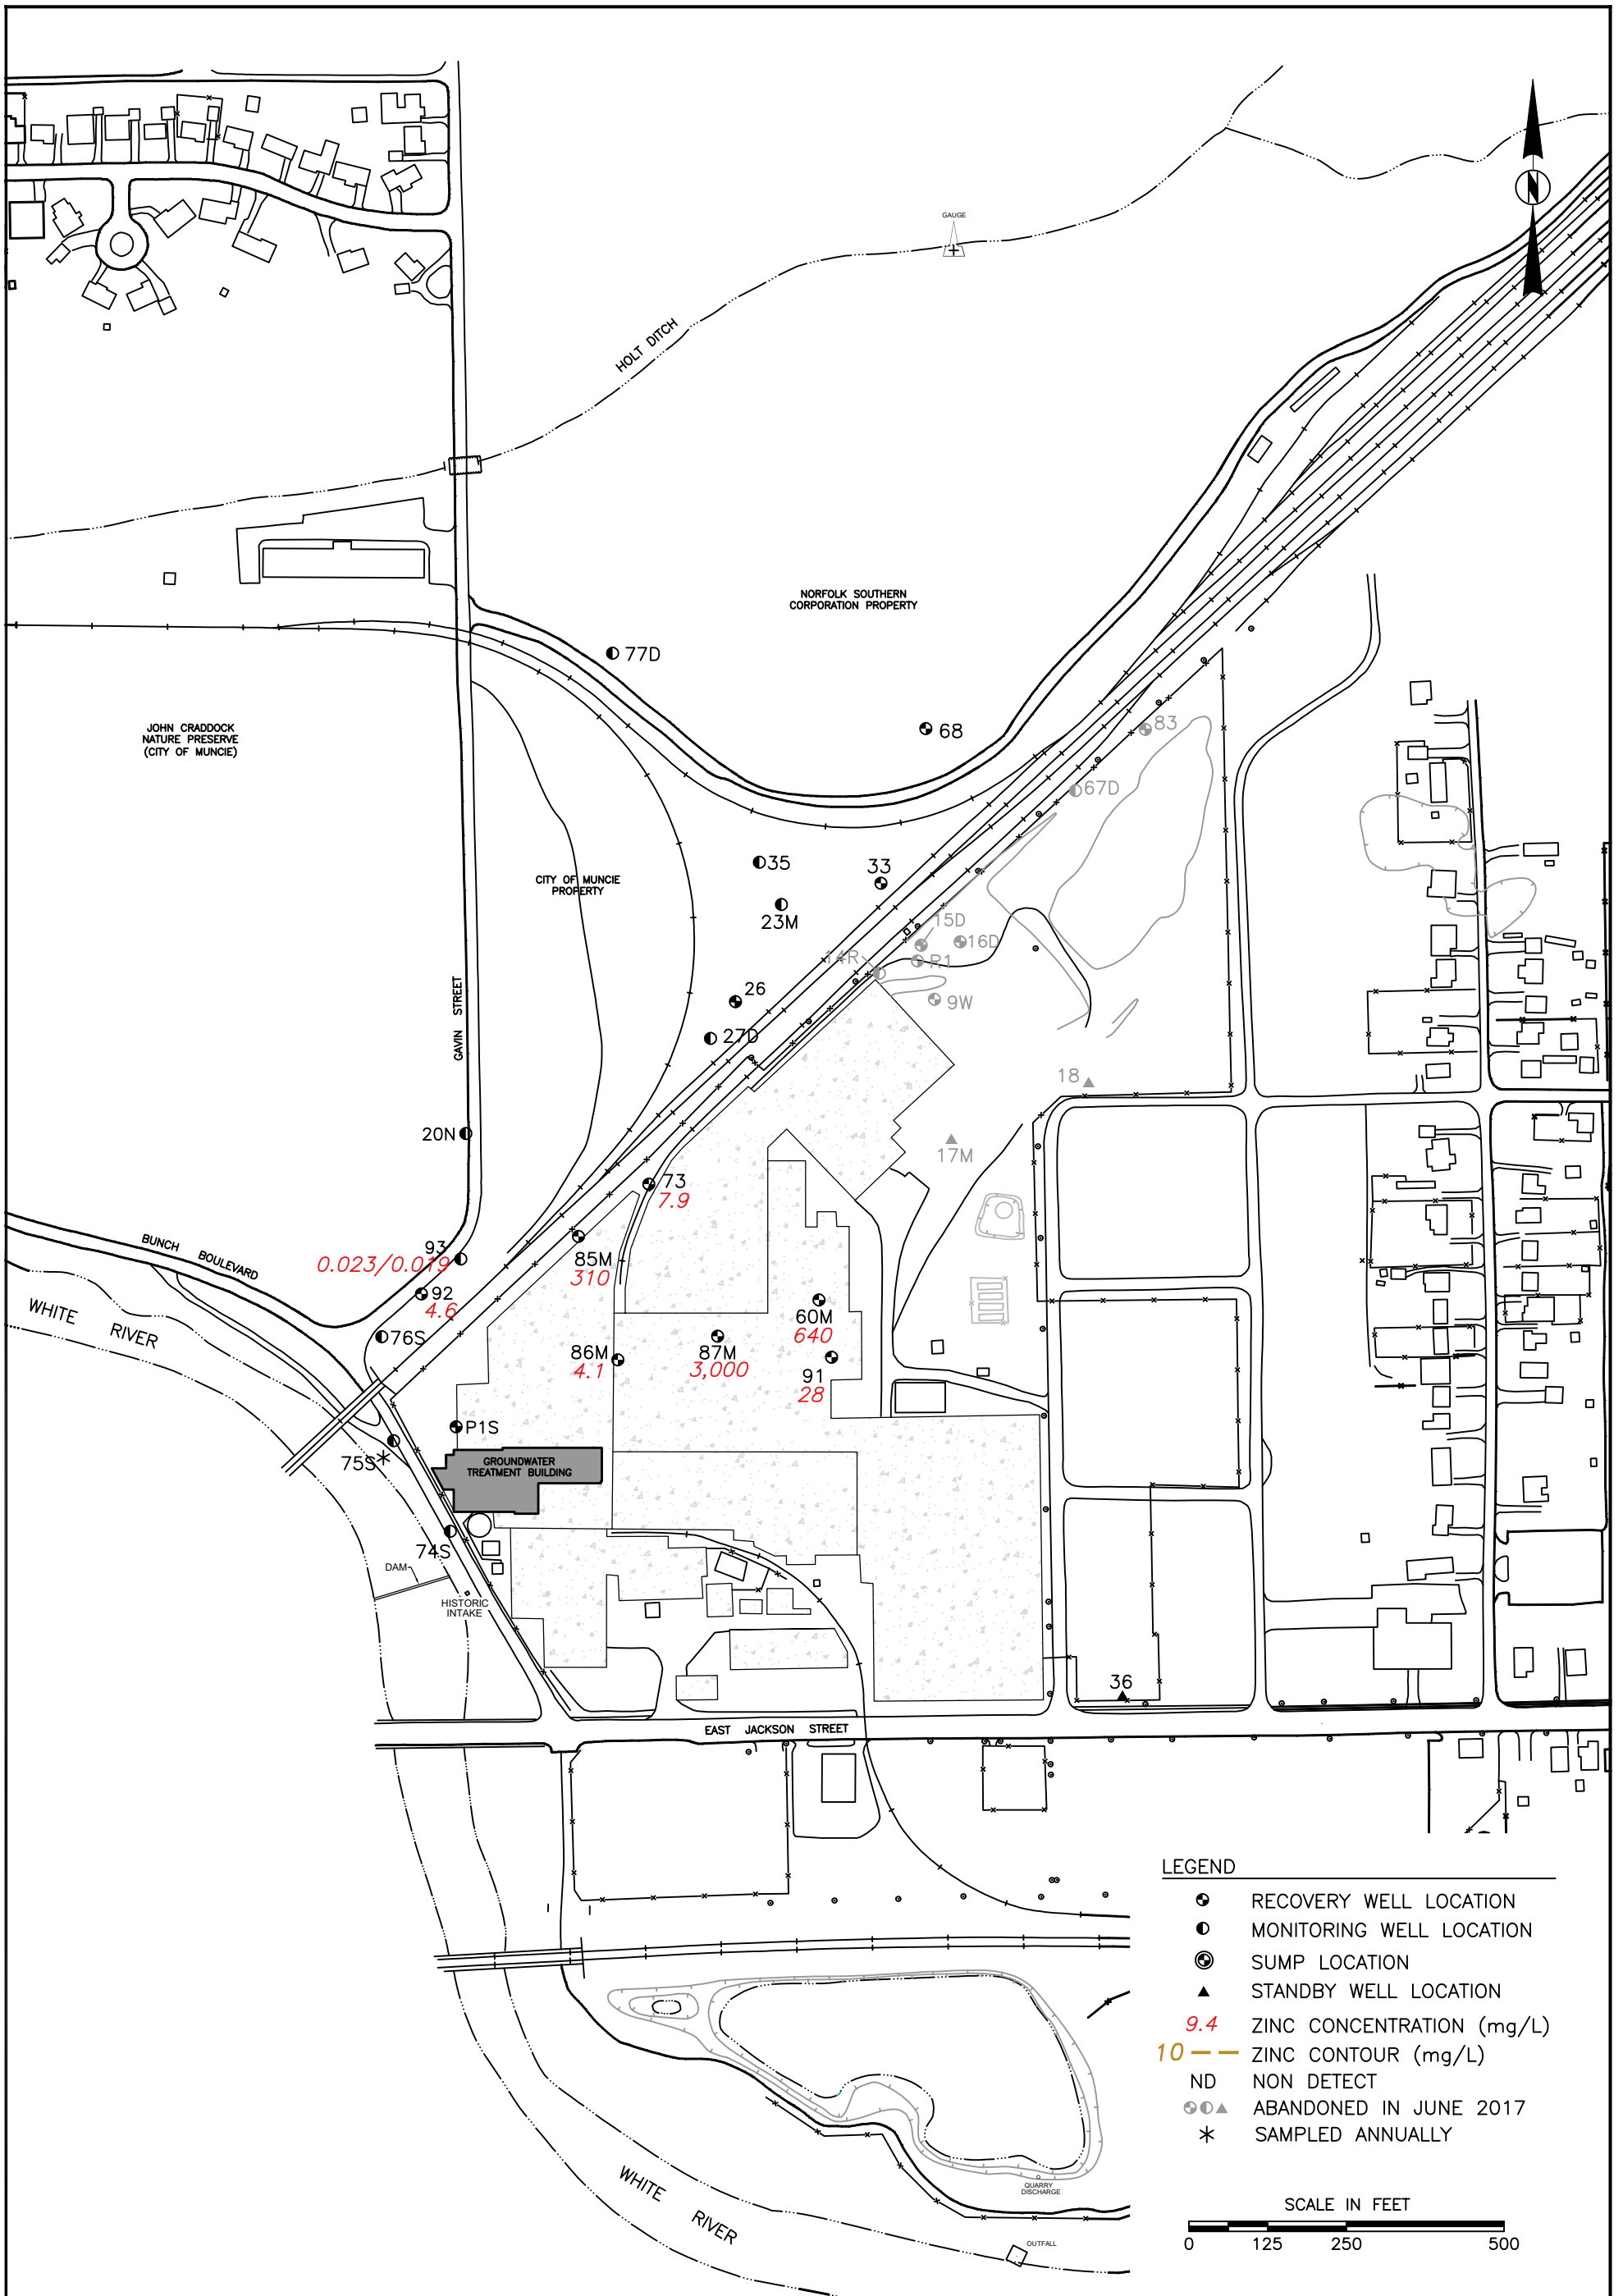 GAUGE
HOLT DITCH
NORFOLK SOUTHERN
CORPORATION PROPERTY
77D
JOHN CRADDOCK
NATURE PRESERVE
(CITY OF MUNCIE)
68
83
67D
35
33
CITY OF MUNCIE
PROPERTY
23M
15D
16D
14R
R1
26
9W
GAVIN STREET
27D
18
20N
17M
73
7.9
BUNCH BOULEVARD
93
0.023/0.019
85M
310
92
4.6
WHITE RIVER
76S
60M
640
86M
4.1
87M
3,000
91
28
P1S
75S
GROUNDWATER
TREATMENT BUILDING
74S
DAM
HISTORIC
INTAKE
36
EAST JACKSON STREET
LEGEND
RECOVERY WELL LOCATION
MONITORING WELL LOCATION
SUMP LOCATION
STANDBY WELL LOCATION
9.4 ZINC CONCENTRATION (mg/L)
10 ZINC CONTOUR (mg/L)
ND NON DETECT
ABANDONED IN JUNE 2017
SAMPLED ANNUALLY
QUARRY
DISCHARGE
WHITE RIVER
OUTFALL
SCALE IN FEET
0 125 250 500